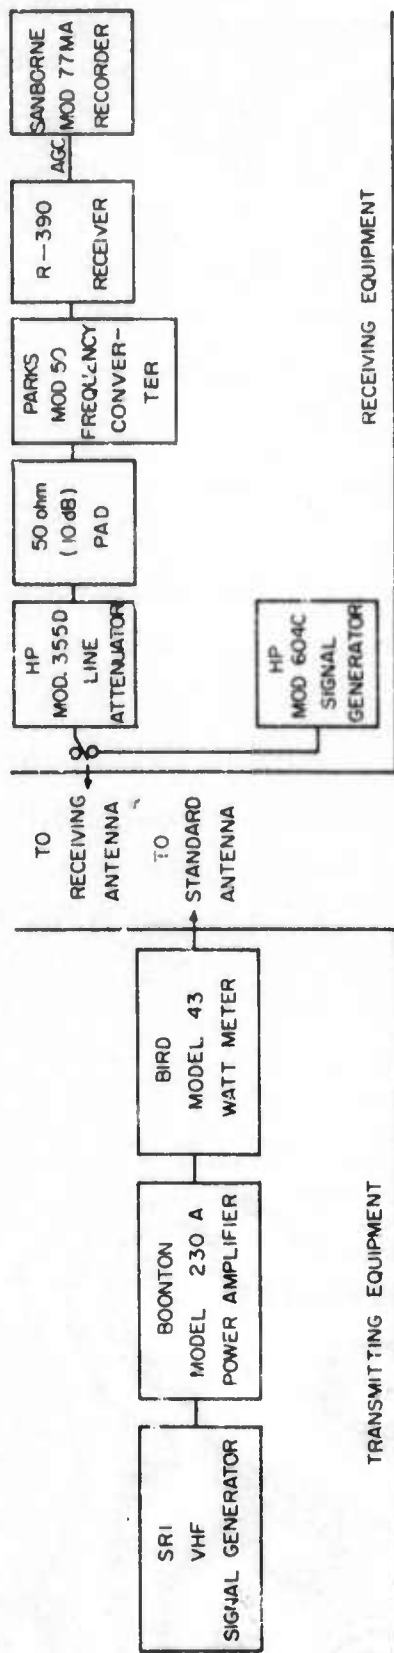 SRI
VHF
SIGNAL GENERATOR
BOONTON
MODEL 230 A
POWER AMPLIFIER
BIRD
MODEL 43
WATT METER
TO
STANDARD
ANTENNA
TRANSMITTING EQUIPMENT
TO
RECEIVING
ANTENNA
HP
MOD. 355D
LINE
ATTENUATOR
50 ohm
(10 dB)
PAD
PARKS
MOD 50
FREQUENCY
CONVER-
TER
R-390
RECEIVER
AGC
SANBORNE
MOD 77MA
RECORDER
HP
MOD 604C
SIGNAL
GENERATOR
RECEIVING EQUIPMENT